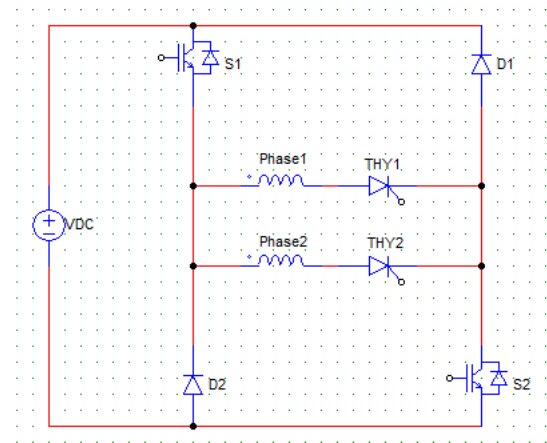 S1
D1
Phase1
THY1
VDC
Phase2
THY2
D2
S2